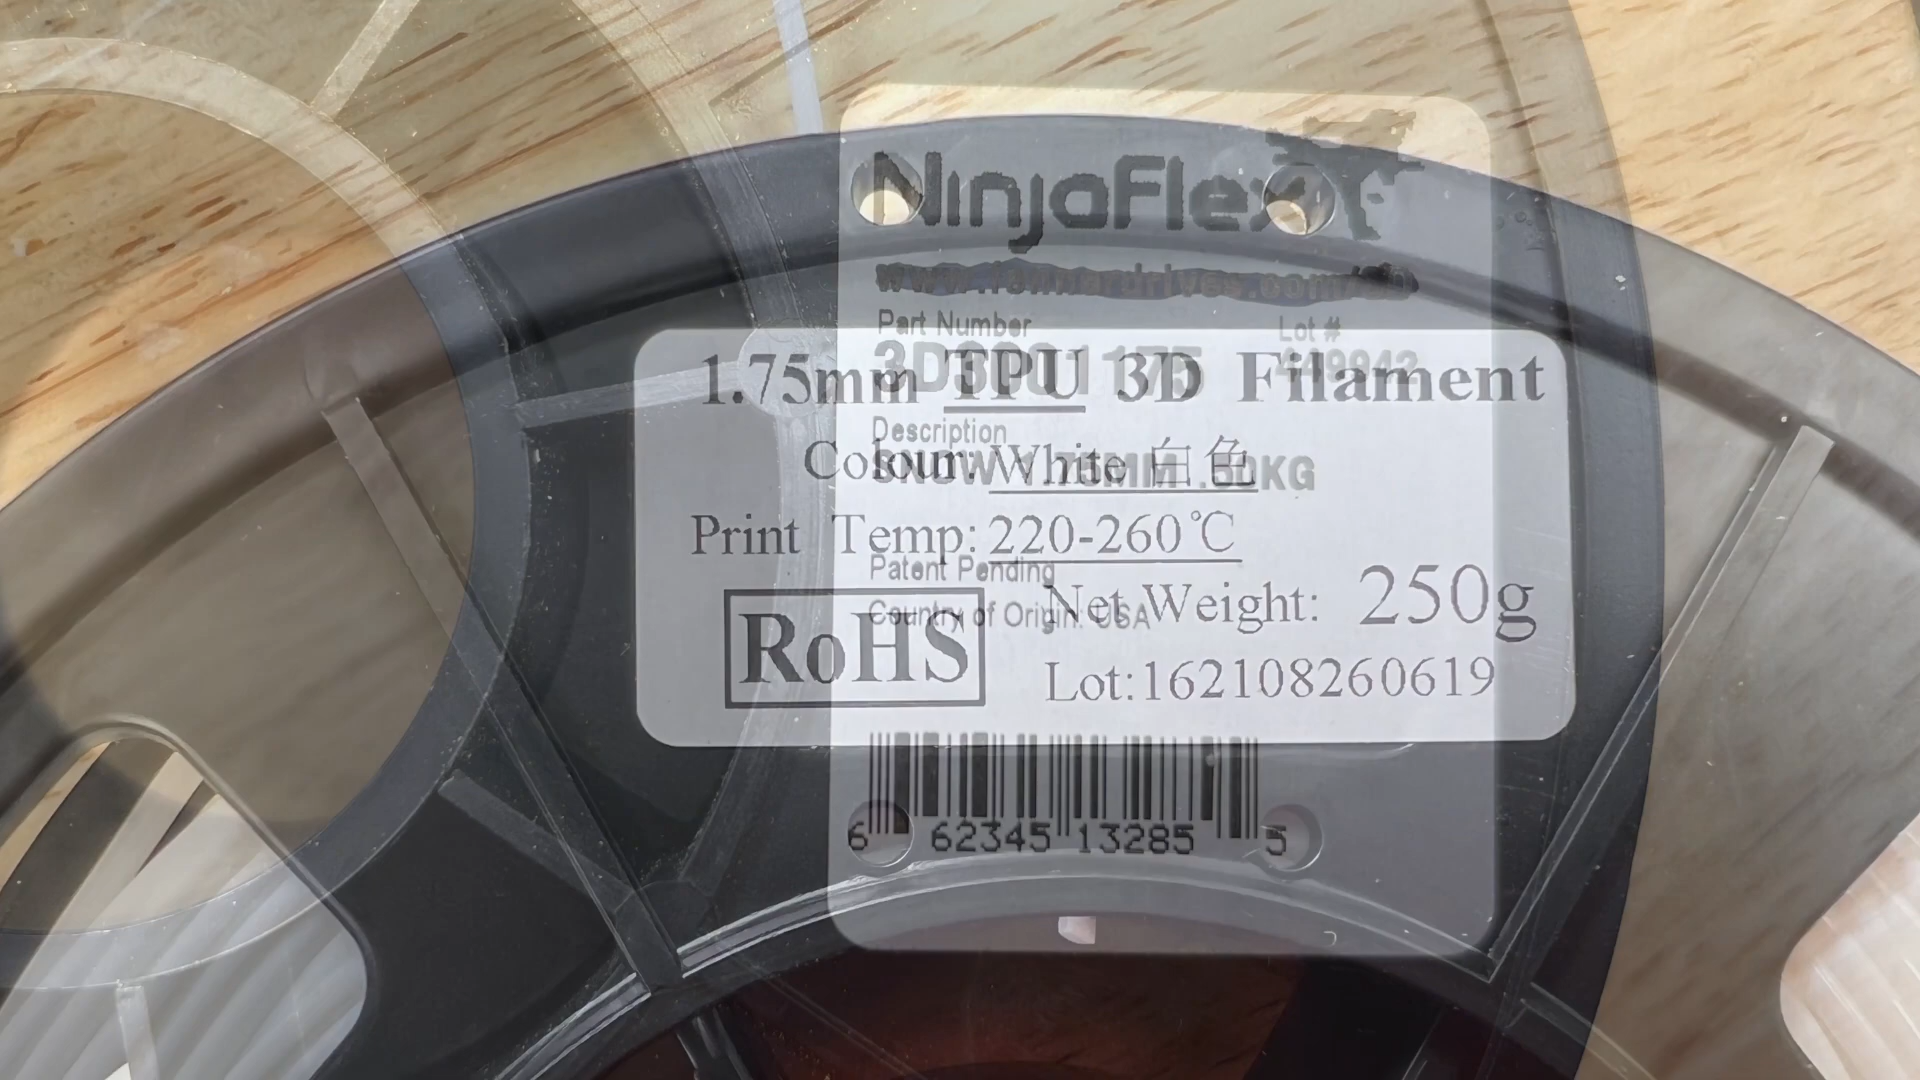 NinjaFlex
Part Number
Lot #
1.75mm TPU 3D Filament
Description
Colour: White 白色
Print Temp: 220-260℃
Patent Pending
Net Weight: 250g
Country of Origin: USA
RoHS
Lot:162108260619
6 62345 13285 5